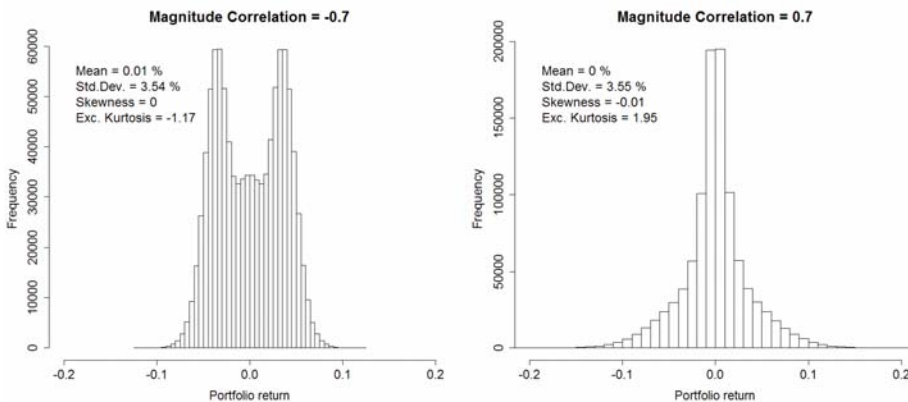 Magnitude Correlation = -0.7
Mean = 0.01 %
Std.Dev. = 3.54 %
Skewness = 0
Exc. Kurtosis = -1.17
Frequency
60000
50000
40000
30000
20000
10000
0
-0.2
-0.1
0.0
0.1
0.2
Portfolio return
Magnitude Correlation = 0.7
Mean = 0 %
Std.Dev. = 3.55 %
Skewness = -0.01
Exc. Kurtosis = 1.95
Frequency
200000
150000
100000
50000
0
-0.2
-0.1
0.0
0.1
0.2
Portfolio return